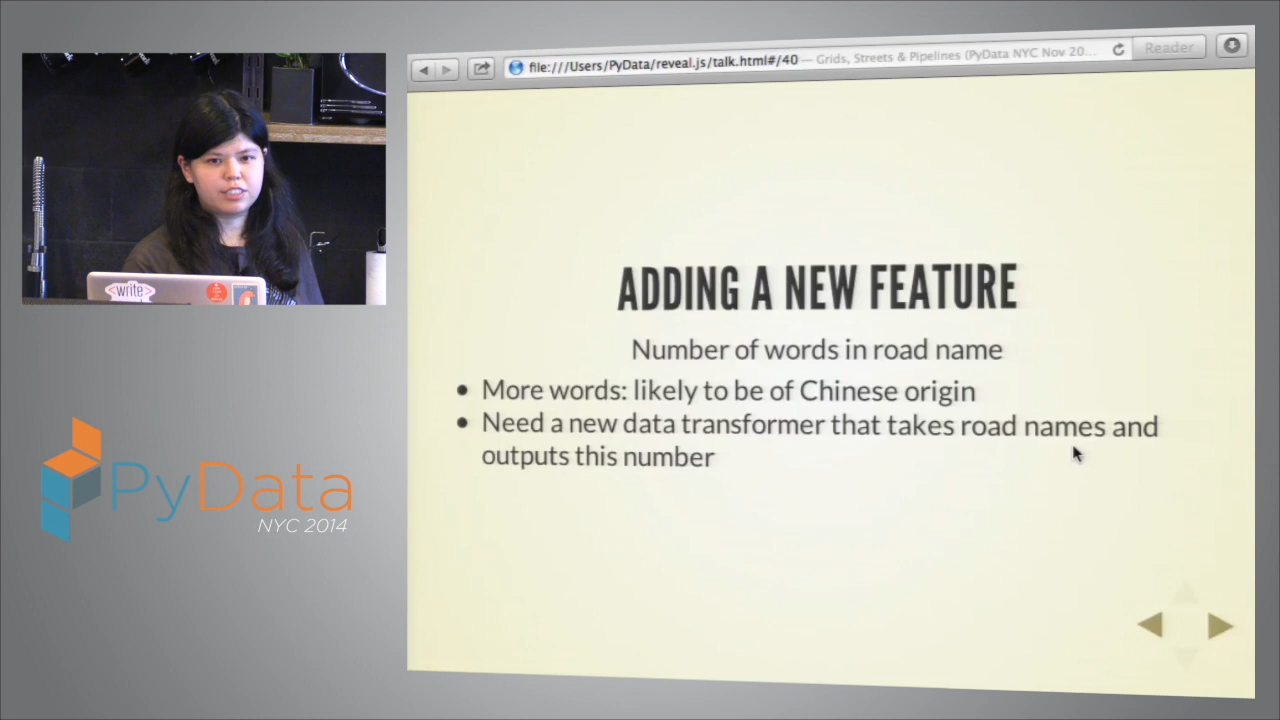 file:///Users/PyData/reveal.js/talk.html#/40 — Grids, Streets & Pipelines (PyData NYC Nov 20...
Reader
<write
ADDING A NEW FEATURE
Number of words in road name
• More words: likely to be of Chinese origin
• Need a new data transformer that takes road names and
outputs this number
PyData
NYC 2014